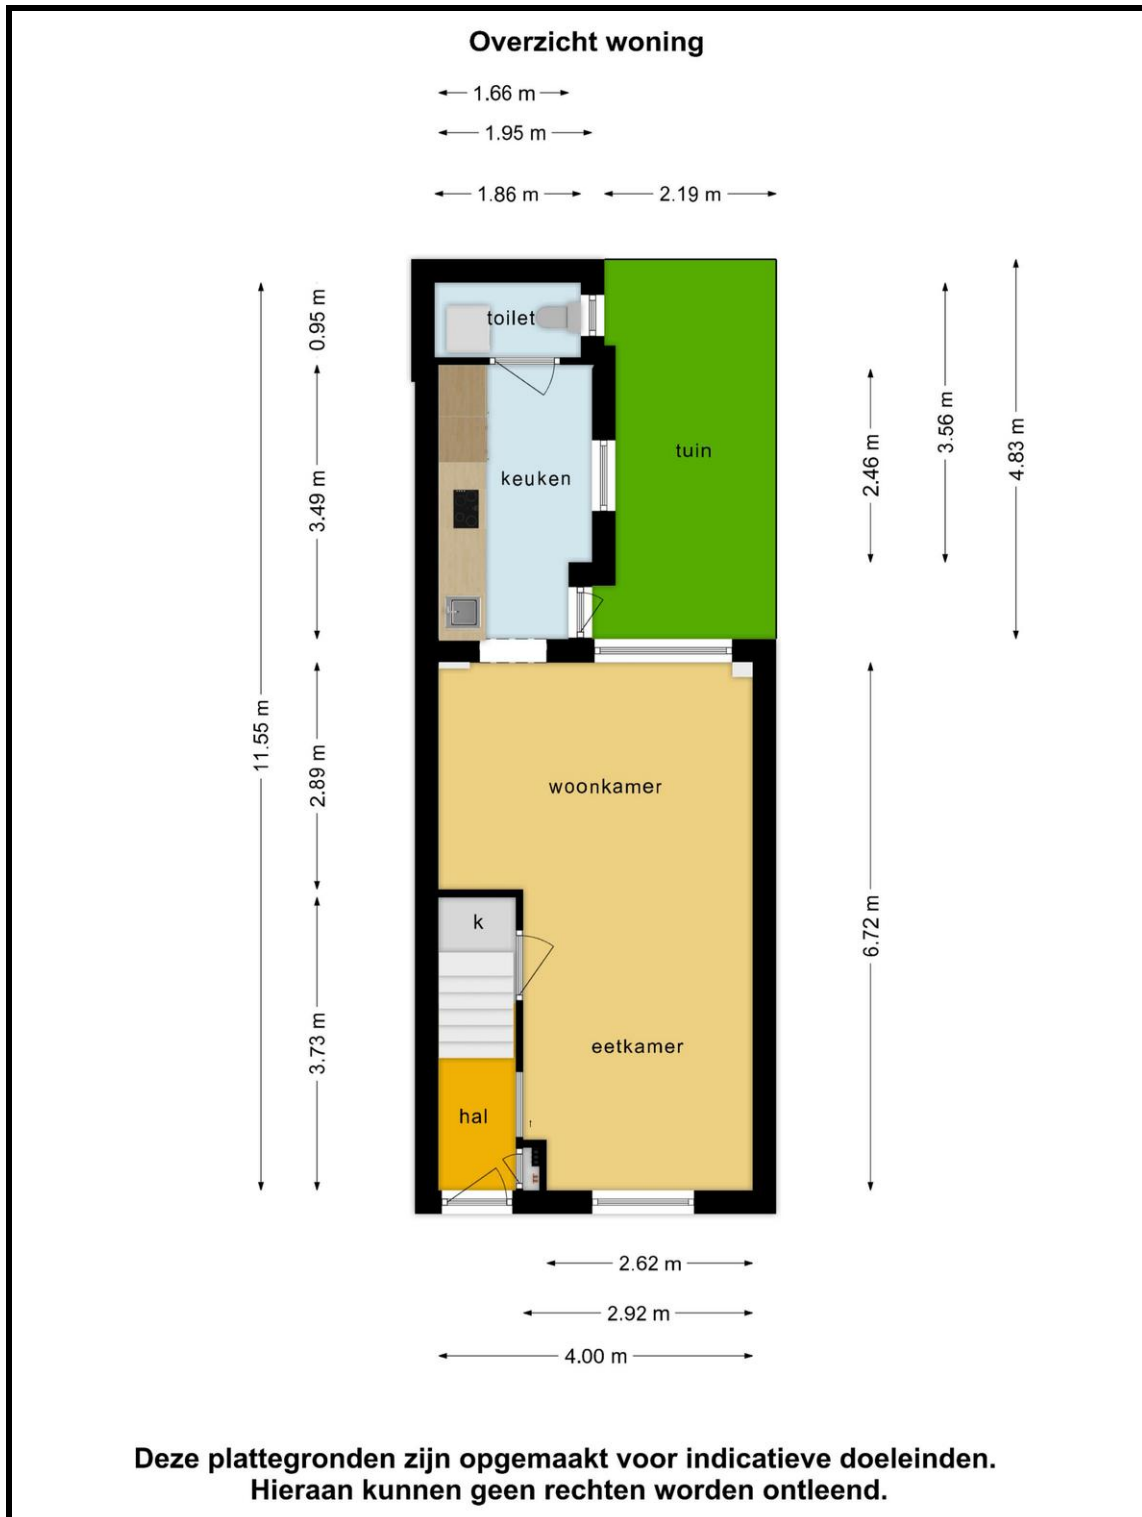 Overzicht woning
1.66 m
1.95 m
1.86 m
2.19 m
0.95 m
toilet
3.56 m
4.83 m
2.46 m
tuin
keuken
3.49 m
11.55 m
2.89 m
woonkamer
k
6.72 m
3.73 m
eetkamer
hal
2.62 m
2.92 m
4.00 m
Deze plattegronden zijn opgemaakt voor indicatieve doeleinden.
Hieraan kunnen geen rechten worden ontleend.